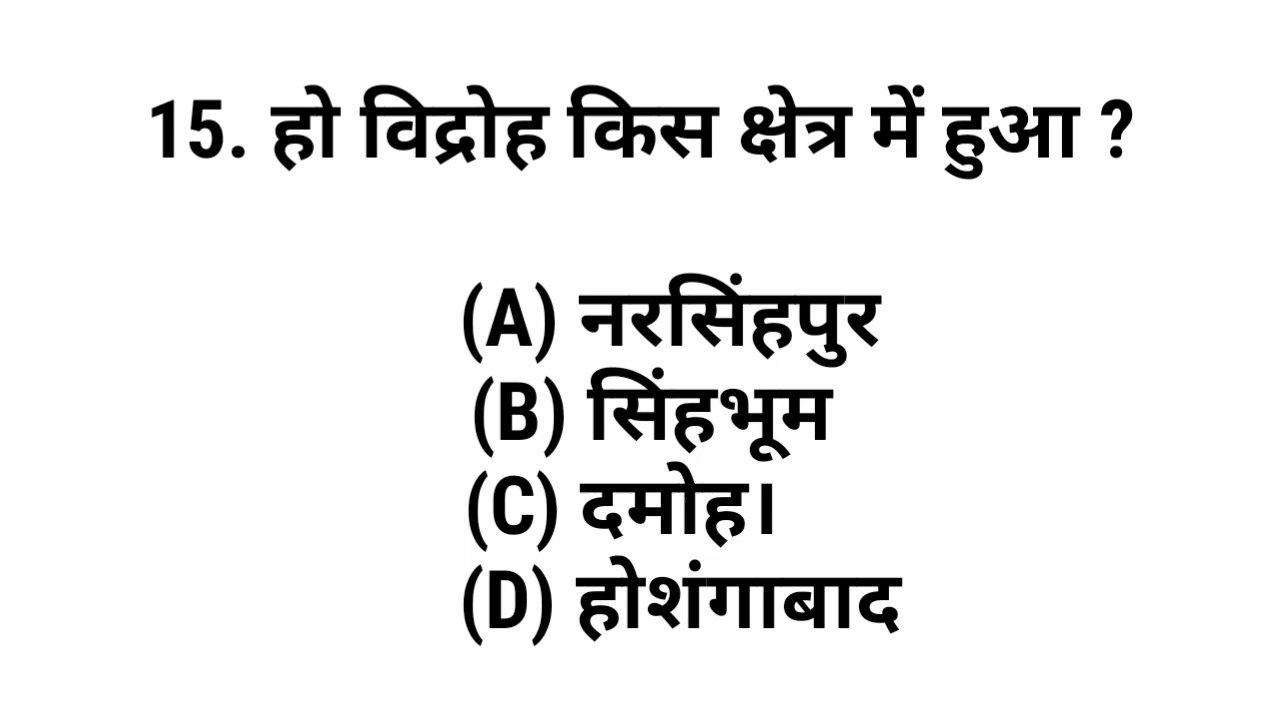 15. हो विद्रोह किस क्षेत्र में हुआ ?
(A) नरसिंहपुर
(B) सिंहभूम
(C) दमोह।
(D) होशंगाबाद